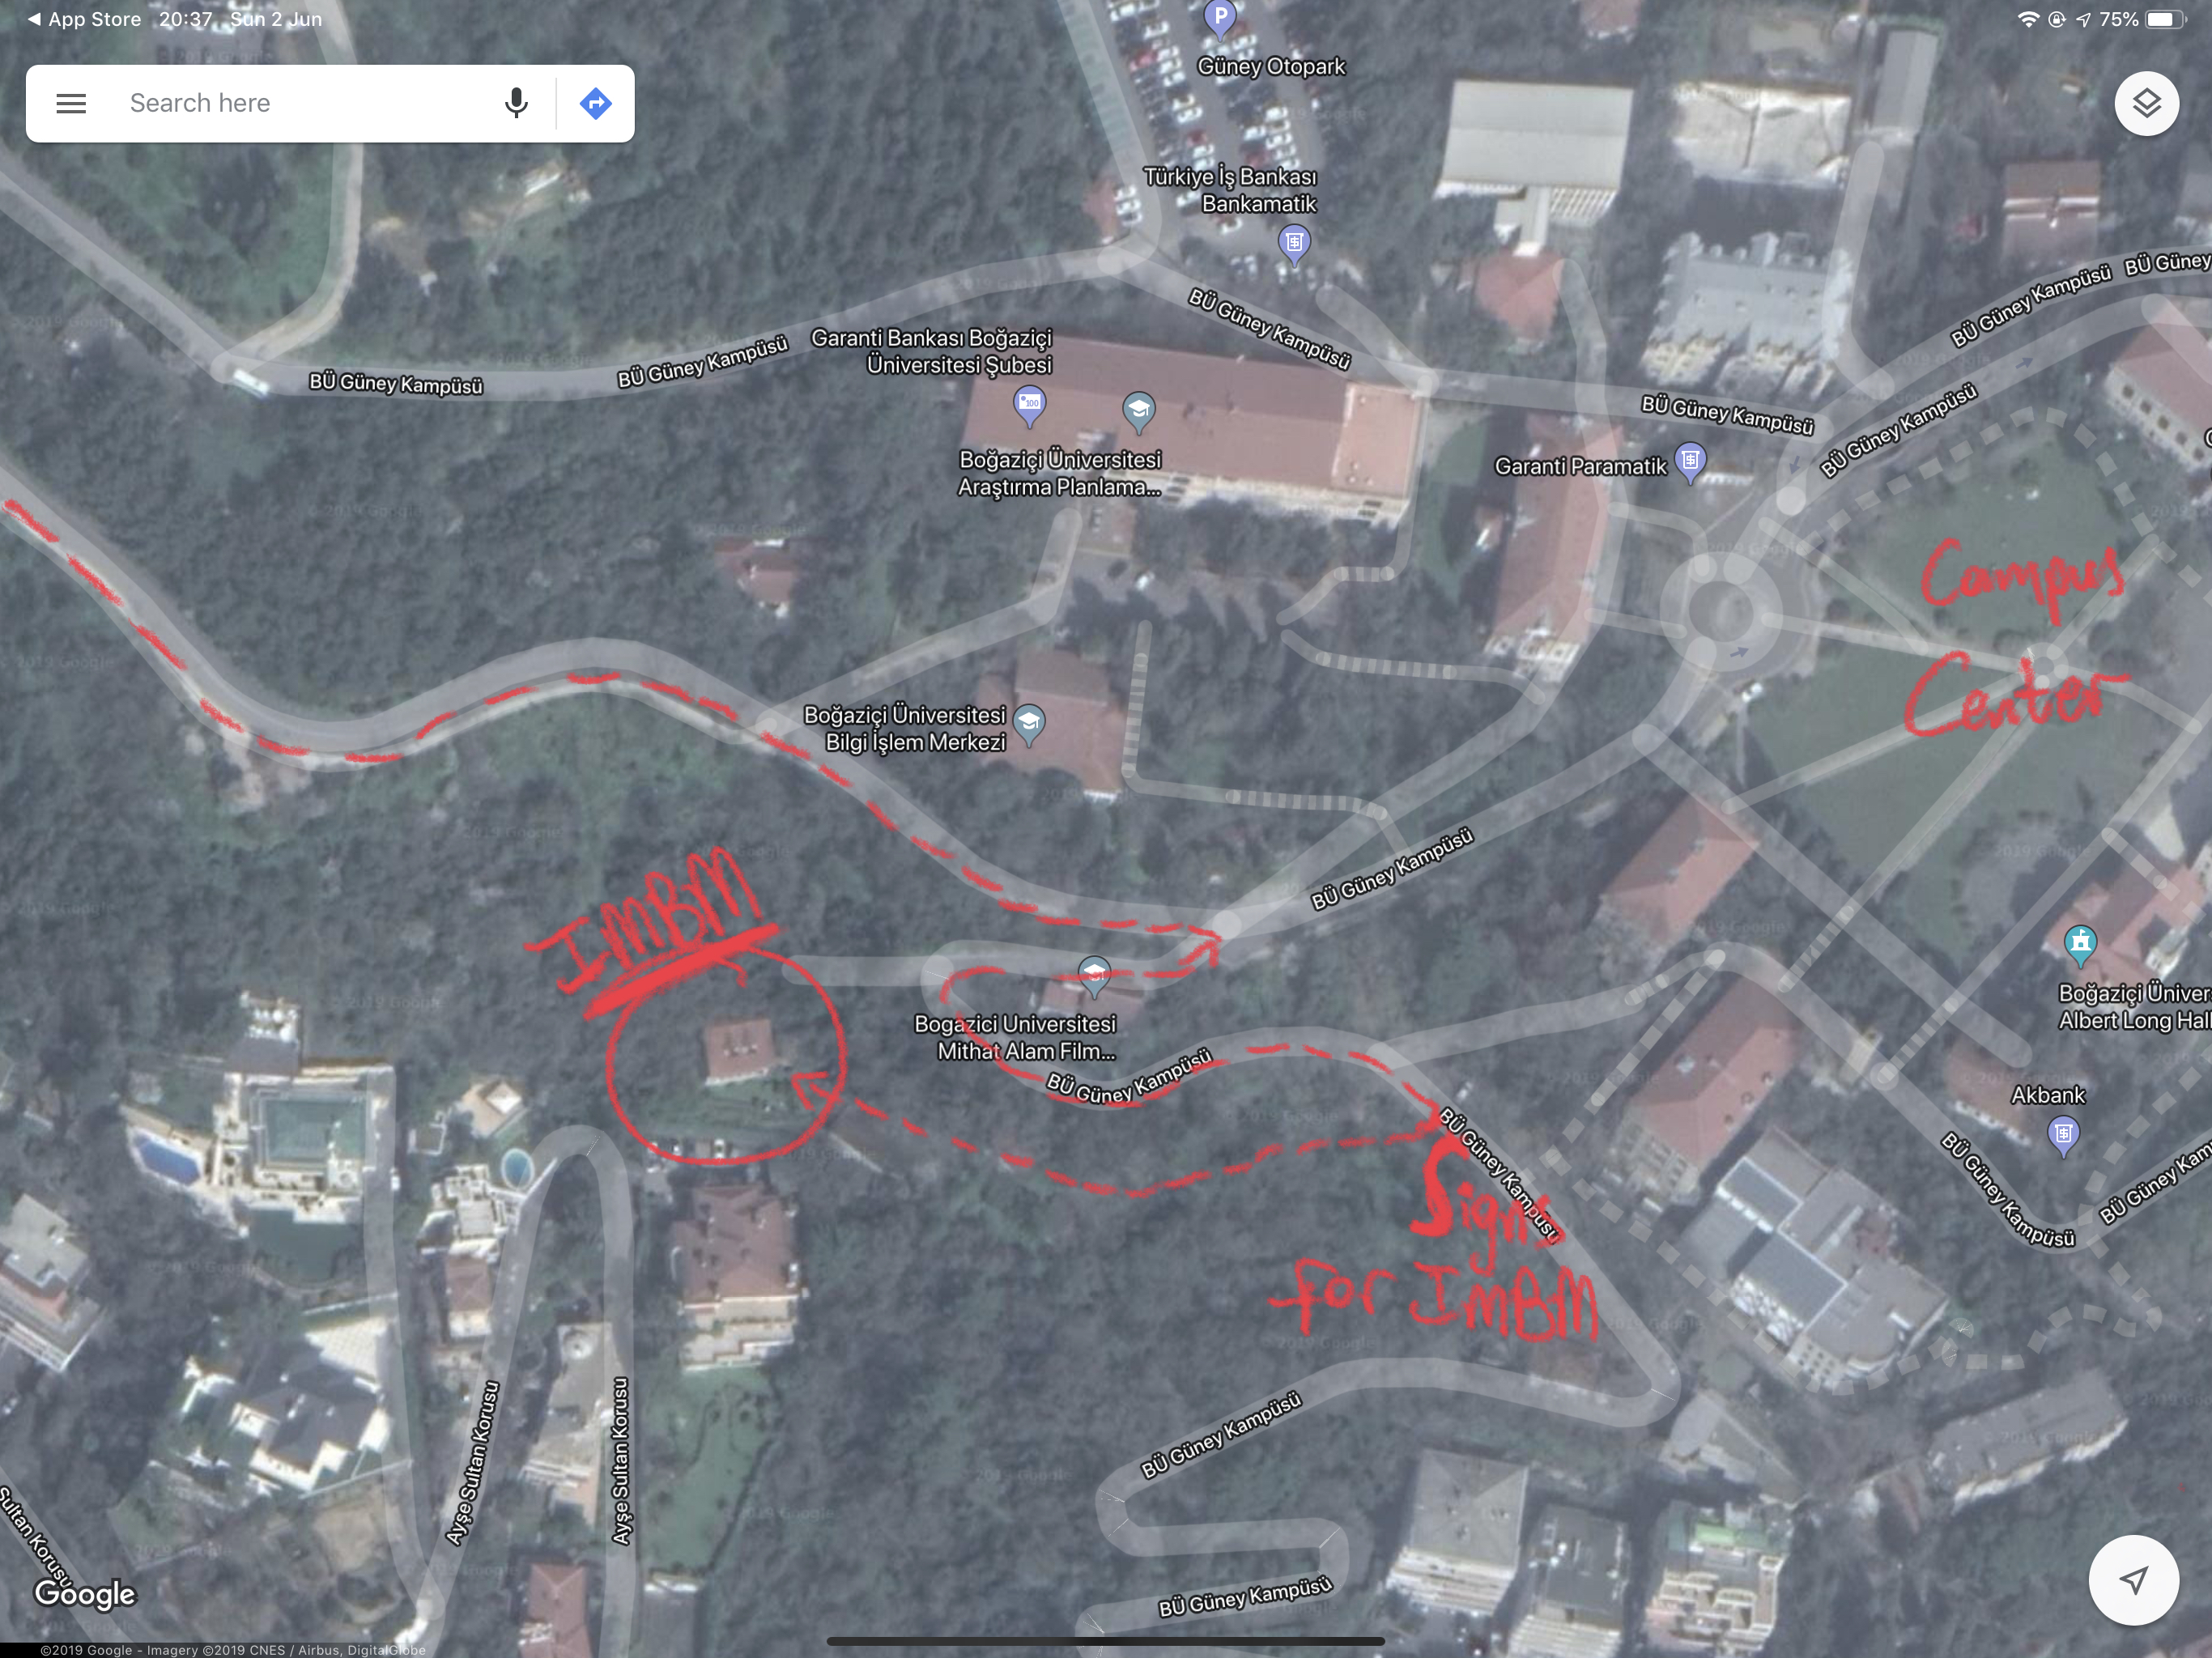 App Store 20:37 Sun 2 Jun
75%
Search here
P
Güney Otopark
Türkiye İş Bankası
Bankamatik
BÜ Güney Kampüsü
BÜ Güney
BÜ Güney Kampüsü
BÜ Güney Kampüsü
Garanti Bankası Boğaziçi
Üniversitesi Şubesi
BÜ Güney Kampüsü
BÜ Güney Kampüsü
100
BÜ Güney Kampüsü
BÜ Güney Kampüsü
Boğaziçi Üniversitesi
Araştırma Planlama...
Garanti Paramatik
Campus
Center
Boğaziçi Üniversitesi
Bilgi İşlem Merkezi
BÜ Güney Kampüsü
IMBM
Bogazici Universitesi
Mithat Alam Film...
Boğaziçi Üniver
Albert Long Hall
BÜ Güney Kampüsü
Akbank
BÜ Güney Kampüsü
BÜ Güney Kampüsü
BÜ Güney Kam
Signs
for IMBM
BÜ Güney Kampüsü
Ayşe Sultan Korusu
Ayşe Sultan Korusu
Sultan Korusu
BÜ Güney Kampüsü
Google
©2019 Google - Imagery ©2019 CNES / Airbus, DigitalGlobe